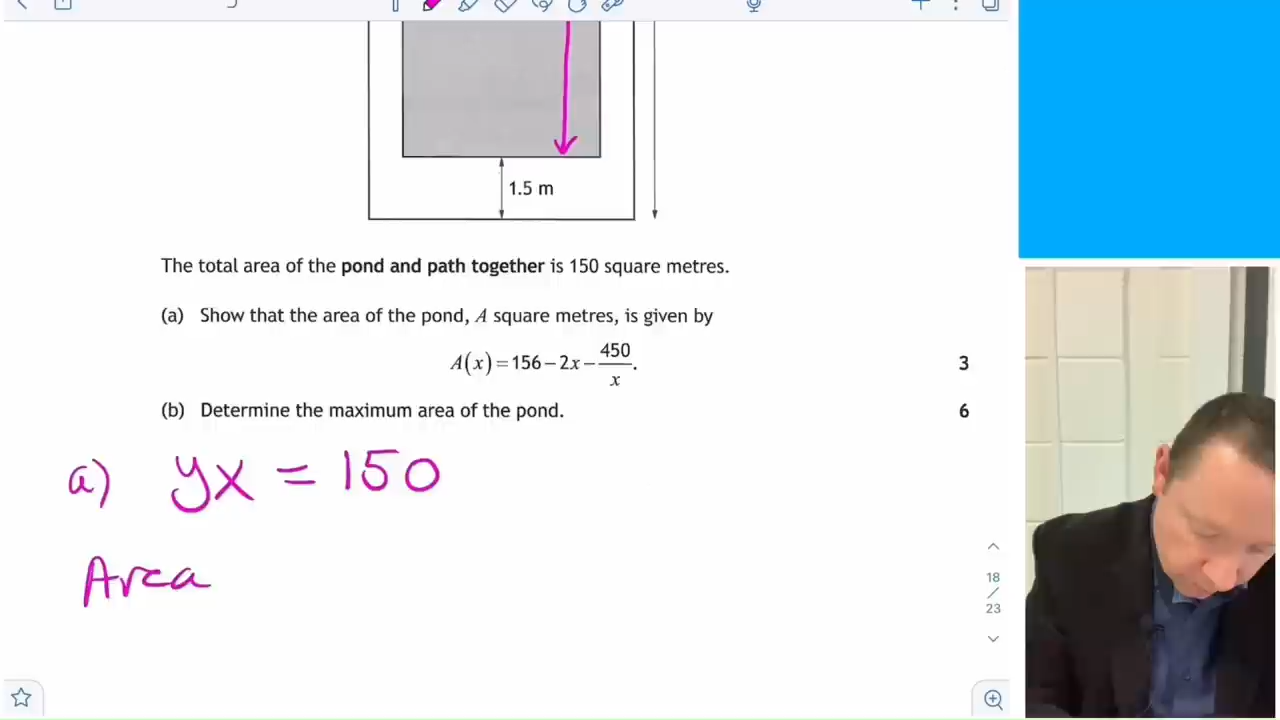 1.5 m
The total area of the pond and path together is 150 square metres.
(a) Show that the area of the pond, A square metres, is given by
A(x) = 156 − 2x − 450/x.
3
(b) Determine the maximum area of the pond.
6
a) yx = 150
Area
18
/
23